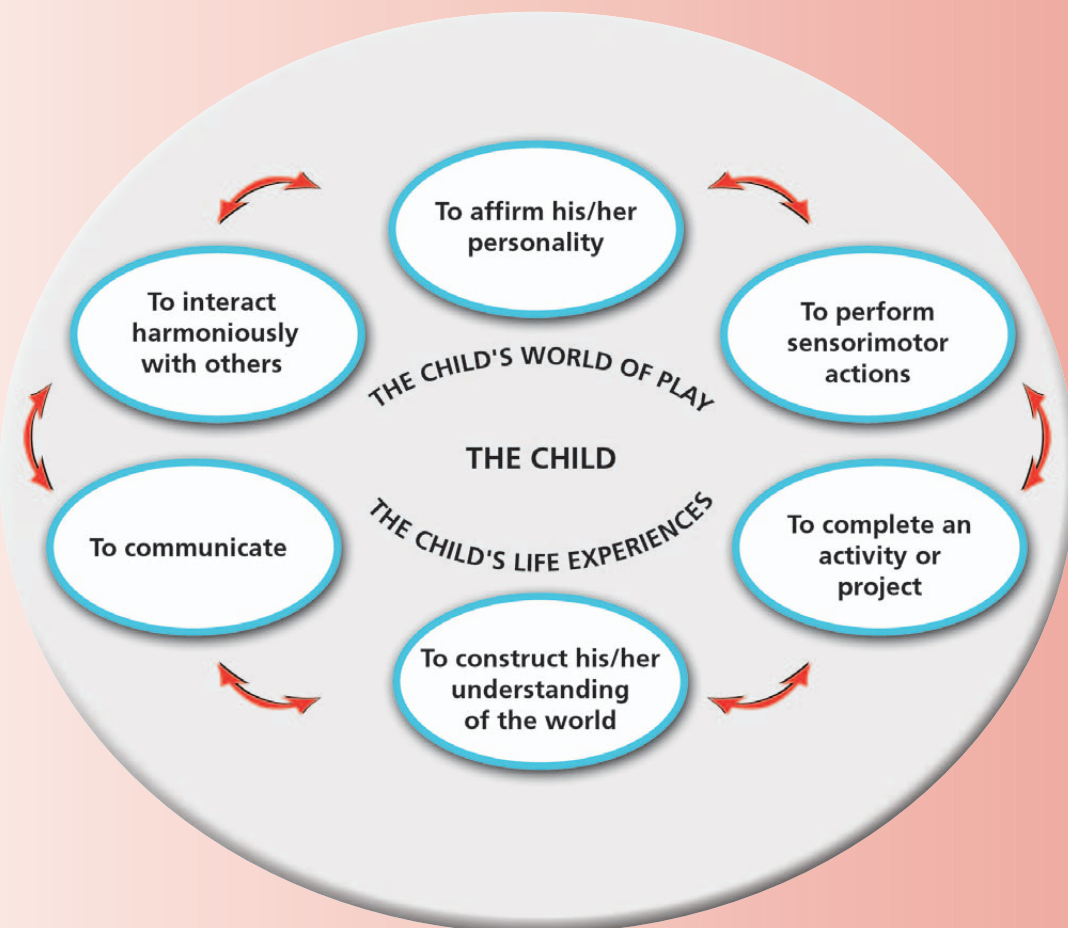 To affirm his/her
personality
To interact
harmoniously
with others
To perform
sensorimotor
actions
THE CHILD'S WORLD OF PLAY
THE CHILD
THE CHILD'S LIFE EXPERIENCES
To communicate
To complete an
activity or
project
To construct his/her
understanding
of the world